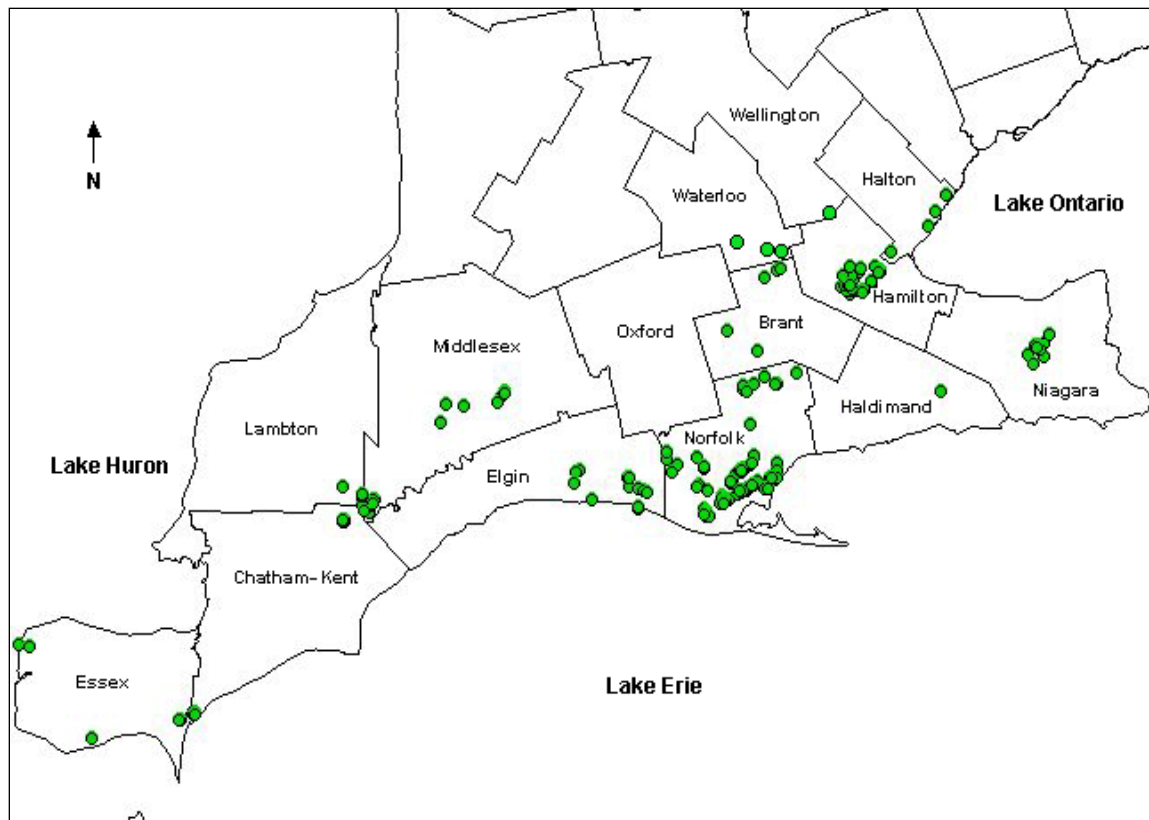 Wellington
N
Halton
Waterloo
Lake Ontario
Hamilton
Brant
Oxford
Middlesex
Niagara
Haldimand
Lambton
Norfolk
Lake Huron
Elgin
Chatham-Kent
Essex
Lake Erie